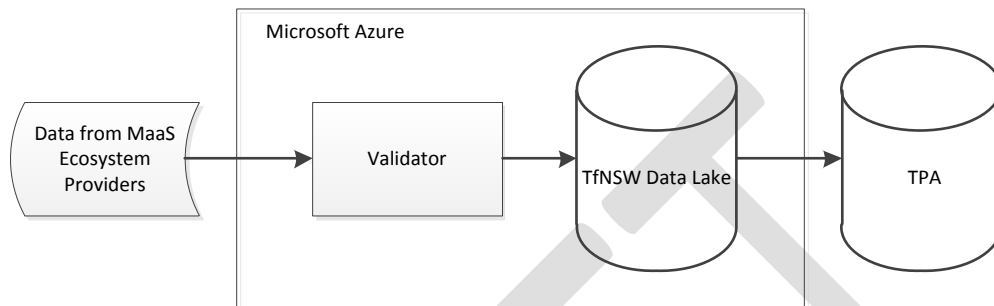 Microsoft Azure
Data from MaaS
Ecosystem
Providers
Validator
TfNSW Data Lake
TPA